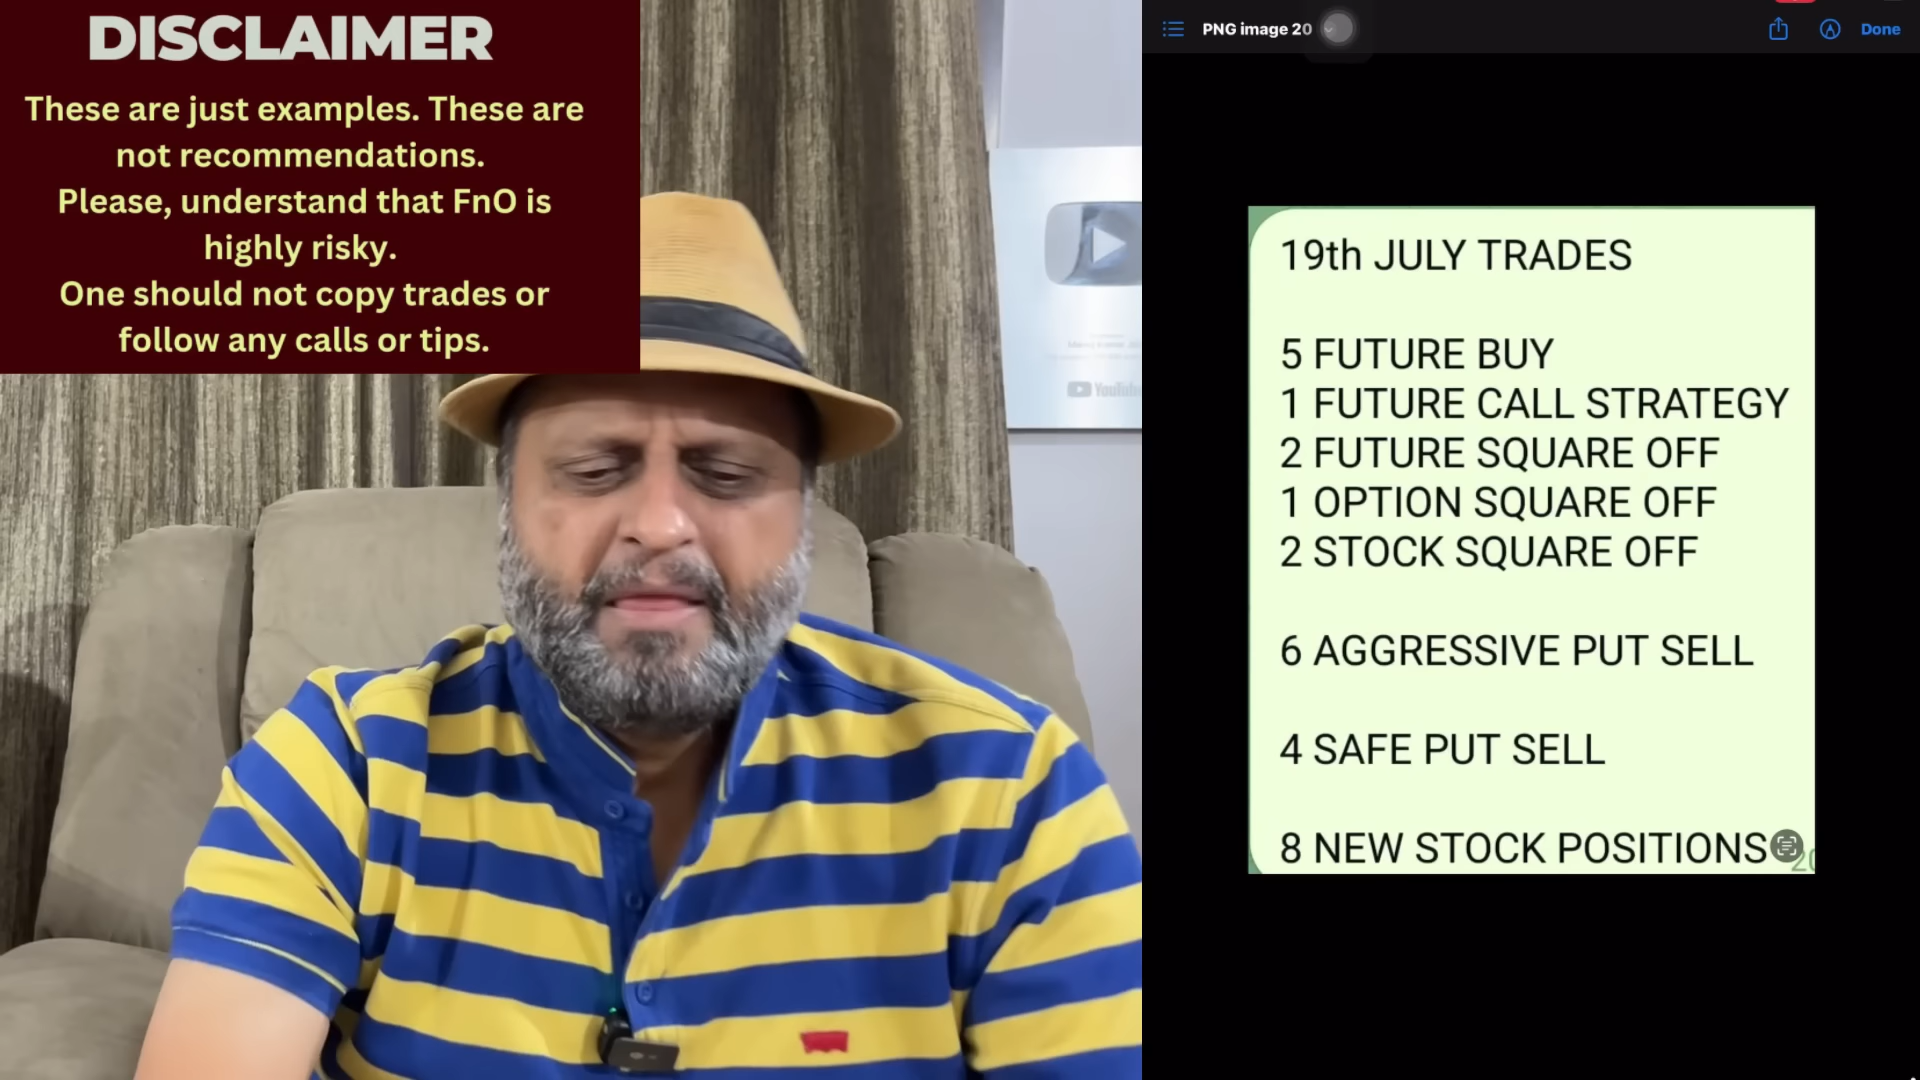 DISCLAIMER
These are just examples. These are
not recommendations.
Please, understand that FnO is
highly risky.
One should not copy trades or
follow any calls or tips.
YouTube
PNG image 20
Done
19th JULY TRADES
5 FUTURE BUY
1 FUTURE CALL STRATEGY
2 FUTURE SQUARE OFF
1 OPTION SQUARE OFF
2 STOCK SQUARE OFF
6 AGGRESSIVE PUT SELL
4 SAFE PUT SELL
8 NEW STOCK POSITIONS
20